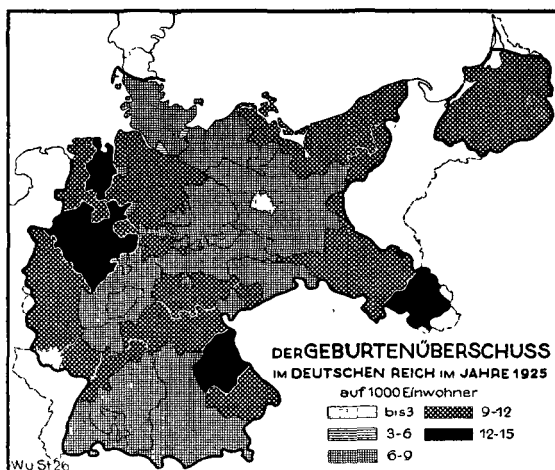 DER GEBURTENÜBERSCHUSS
IM DEUTSCHEN REICH IM JAHRE 1925
auf 1000 Einwohner
bis 3
9-12
3-6
12-15
6-9
Wu St 26